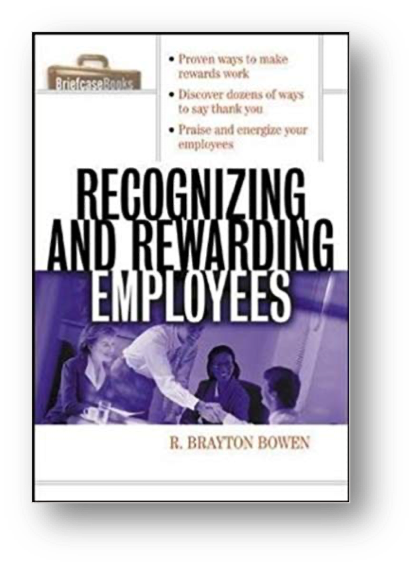 BriefcaseBooks
• Proven ways to make
rewards work
• Discover dozens of ways
to say thank you
• Praise and energize your
employees
RECOGNIZING
AND REWARDING
EMPLOYEES
R. BRAYTON BOWEN